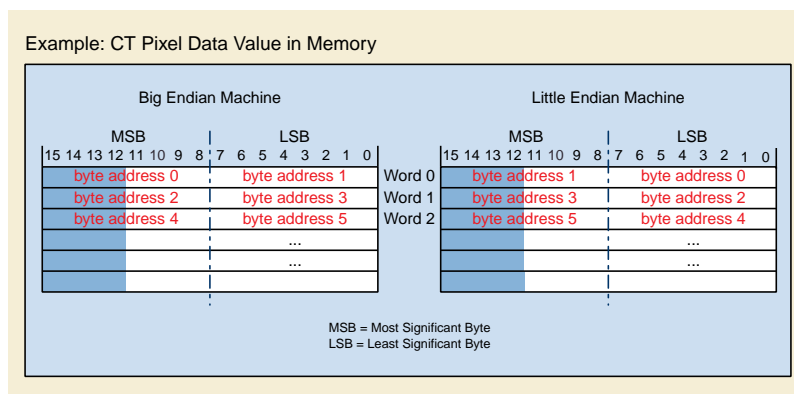 Example: CT Pixel Data Value in Memory
Big Endian Machine
Little Endian Machine
MSB LSB
MSB LSB
15 14 13 12 11 10 9 8 7 6 5 4 3 2 1 0
15 14 13 12 11 10 9 8 7 6 5 4 3 2 1 0
byte address 0 byte address 1 Word 0 byte address 1 byte address 0
byte address 2 byte address 3 Word 1 byte address 3 byte address 2
byte address 4 byte address 5 Word 2 byte address 5 byte address 4
... ...
... ...
MSB = Most Significant Byte
LSB = Least Significant Byte